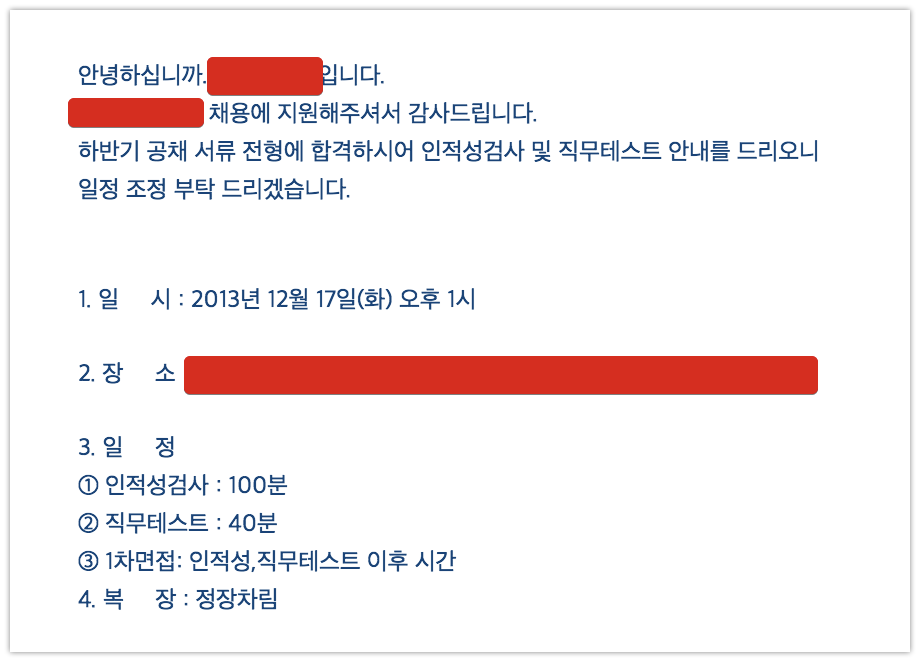 안녕하십니까. 입니다.
채용에 지원해주셔서 감사드립니다.
하반기 공채 서류 전형에 합격하시어 인적성검사 및 직무테스트 안내를 드리오니
일정 조정 부탁 드리겠습니다.
1. 일 시 : 2013년 12월 17일(화) 오후 1시
2. 장 소
3. 일 정
① 인적성검사 : 100분
② 직무테스트 : 40분
③ 1차면접: 인적성,직무테스트 이후 시간
4. 복 장 : 정장차림